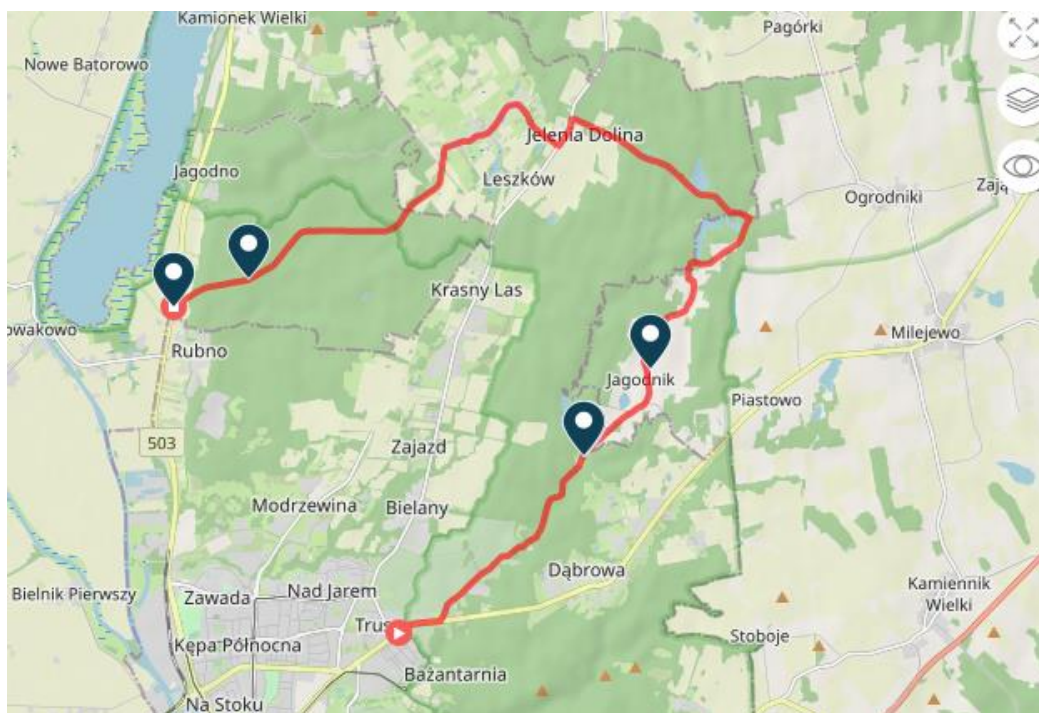 Kamionek Wielki
Pagórki
Nowe Batorowo
Jelenia Dolina
Jagodno
Leszków
Ogrodniki
Zają
Krasny Las
owakowo
Rubno
Milejewo
Jagodnik
Piastowo
503
Zajazd
Modrzewina
Bielany
Dąbrowa
Kamiennik
Wielki
Bielnik Pierwszy
Zawada
Nad Jarem
Trus
Stoboje
Kępa Północna
Bażantarnia
Na Stoku